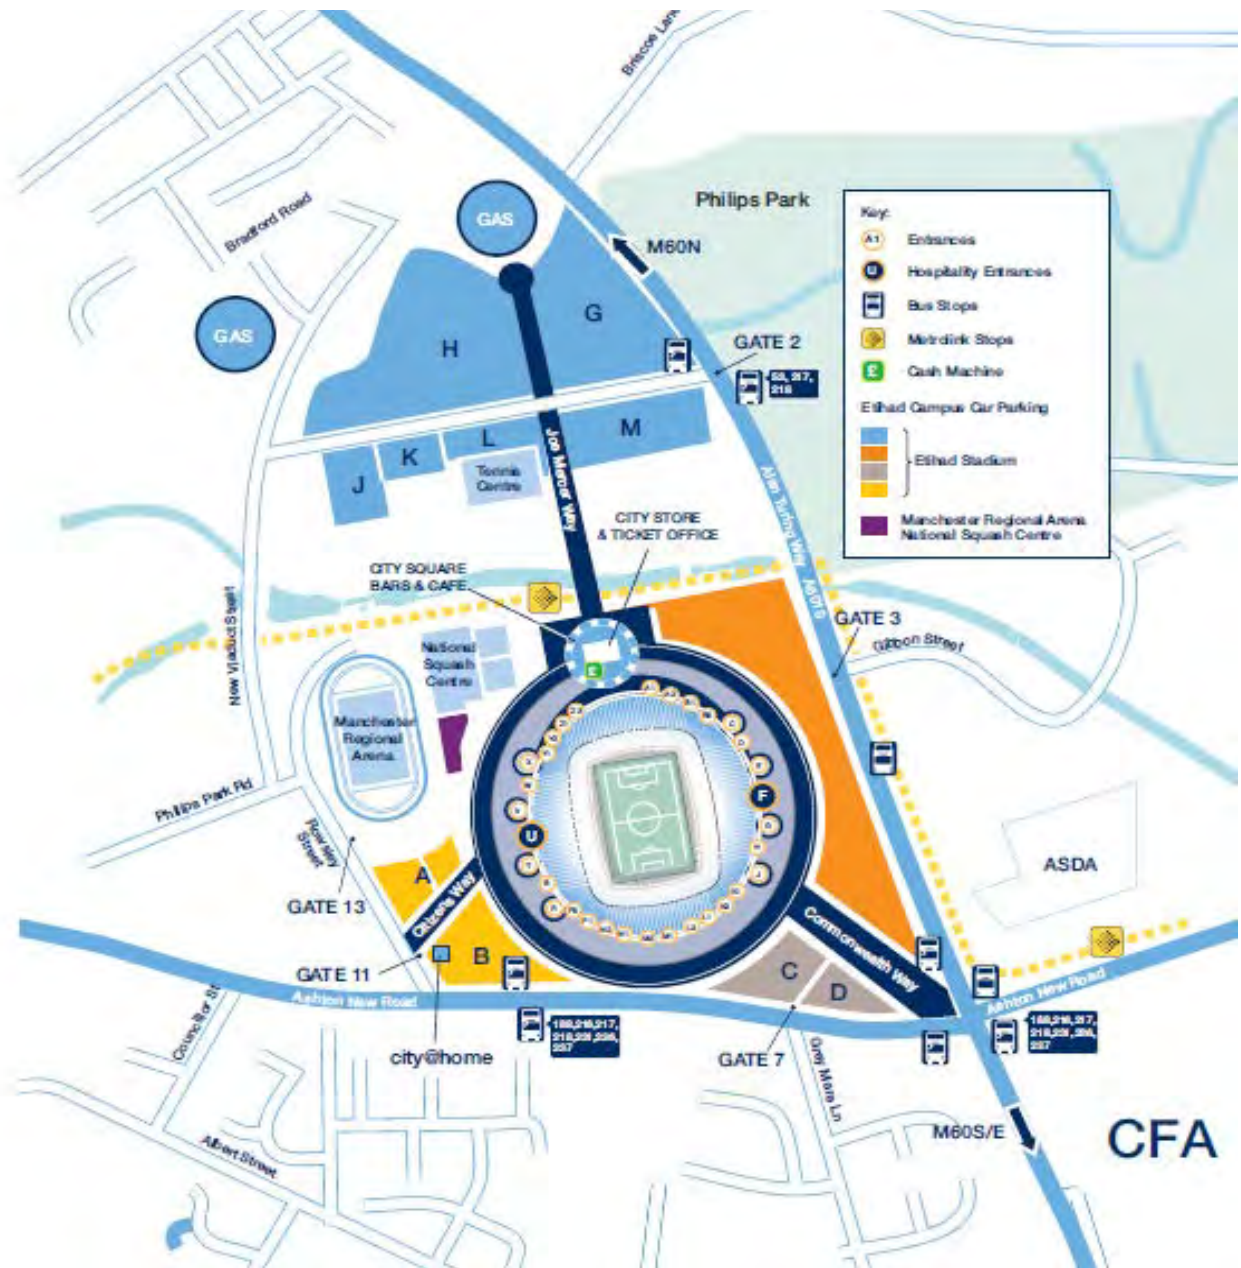 Briscoe Lane
Bradford Road
GAS
GAS
Philips Park
M60N
Key:
A1 Entrances
U Hospitality Entrances
Bus Stops
Metrolink Stops
£ Cash Machine
Etihad Campus Car Parking
Etihad Stadium
Manchester Regional Arena
National Squash Centre
G
H
GATE 2
53, 217,
218
M
L
K
J
Tennis
Centre
Joe Mercer Way
Alan Turing Way A6010
CITY STORE
& TICKET OFFICE
CITY SQUARE
BARS & CAFE
GATE 3
Gibbon Street
New Viaduct Street
National
Squash
Centre
£
Manchester
Regional
Arena
F
U
Philips Park Rd
Rowsley
Street
A
GATE 13
Citizens Way
ASDA
Commonwealth Way
GATE 11
B
C
D
Ashton New Road
Ashton New Road
Councillor St
city@home
GATE 7
Grey Mare Ln
M60S/E
CFA
Albert Street